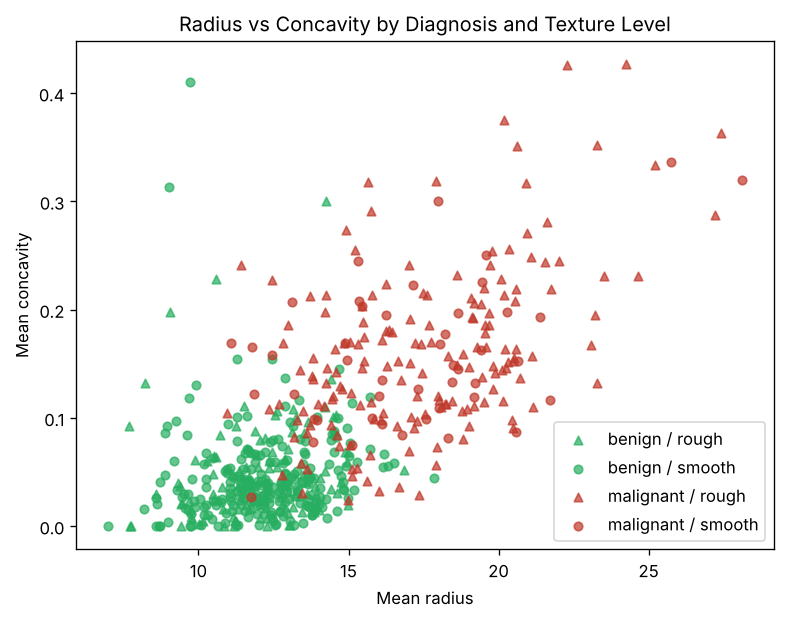 Radius vs Concavity by Diagnosis and Texture Level
Mean concavity
0.4
0.3
0.2
0.1
0.0
10
15
20
25
Mean radius
benign / rough
benign / smooth
malignant / rough
malignant / smooth